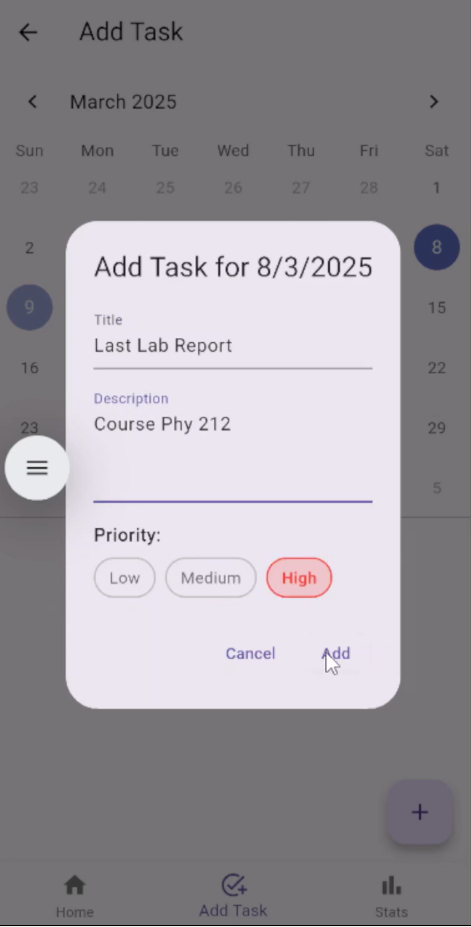 Add Task
March 2025
Sun Mon Tue Wed Thu Fri Sat
23 24 25 26 27 28 1
2 8
9 15
16 22
23 29
5
Add Task for 8/3/2025
Title
Last Lab Report
Description
Course Phy 212
Priority:
Low Medium High
Cancel Add
+
Home Add Task Stats